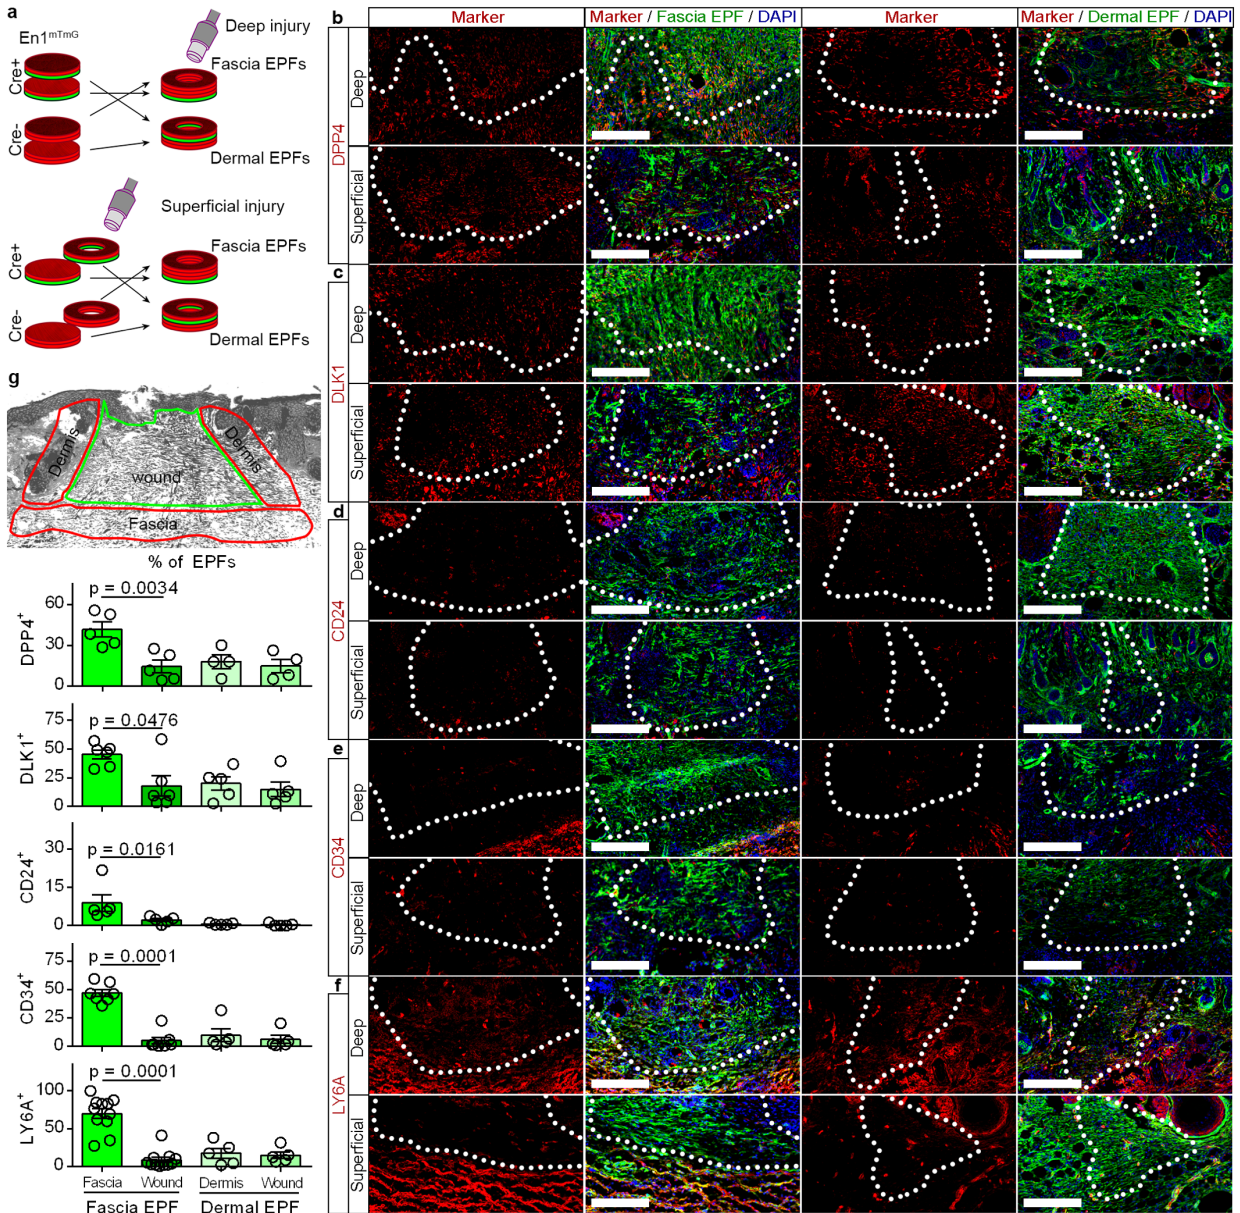 a
En1mTmG
Deep injury
Cre+
Fascia EPFs
Cre-
Dermal EPFs
Superficial injury
Cre+
Fascia EPFs
Cre-
Dermal EPFs
b
Marker
Marker / Fascia EPF / DAPI
Marker
Marker / Dermal EPF / DAPI
DPP4
Deep
Superficial
c
DLK1
Deep
Superficial
d
CD24
Deep
Superficial
e
CD34
Deep
Superficial
f
LY6A
Deep
Superficial
g
Dermis
wound
Dermis
Fascia
% of EPFs
DPP4+
p = 0.0034
60
30
0
DLK1+
p = 0.0476
75
50
25
0
CD24+
p = 0.0161
30
15
0
CD34+
p = 0.0001
75
50
25
0
LY6A+
p = 0.0001
100
50
0
Fascia Wound Dermis Wound
Fascia EPF Dermal EPF